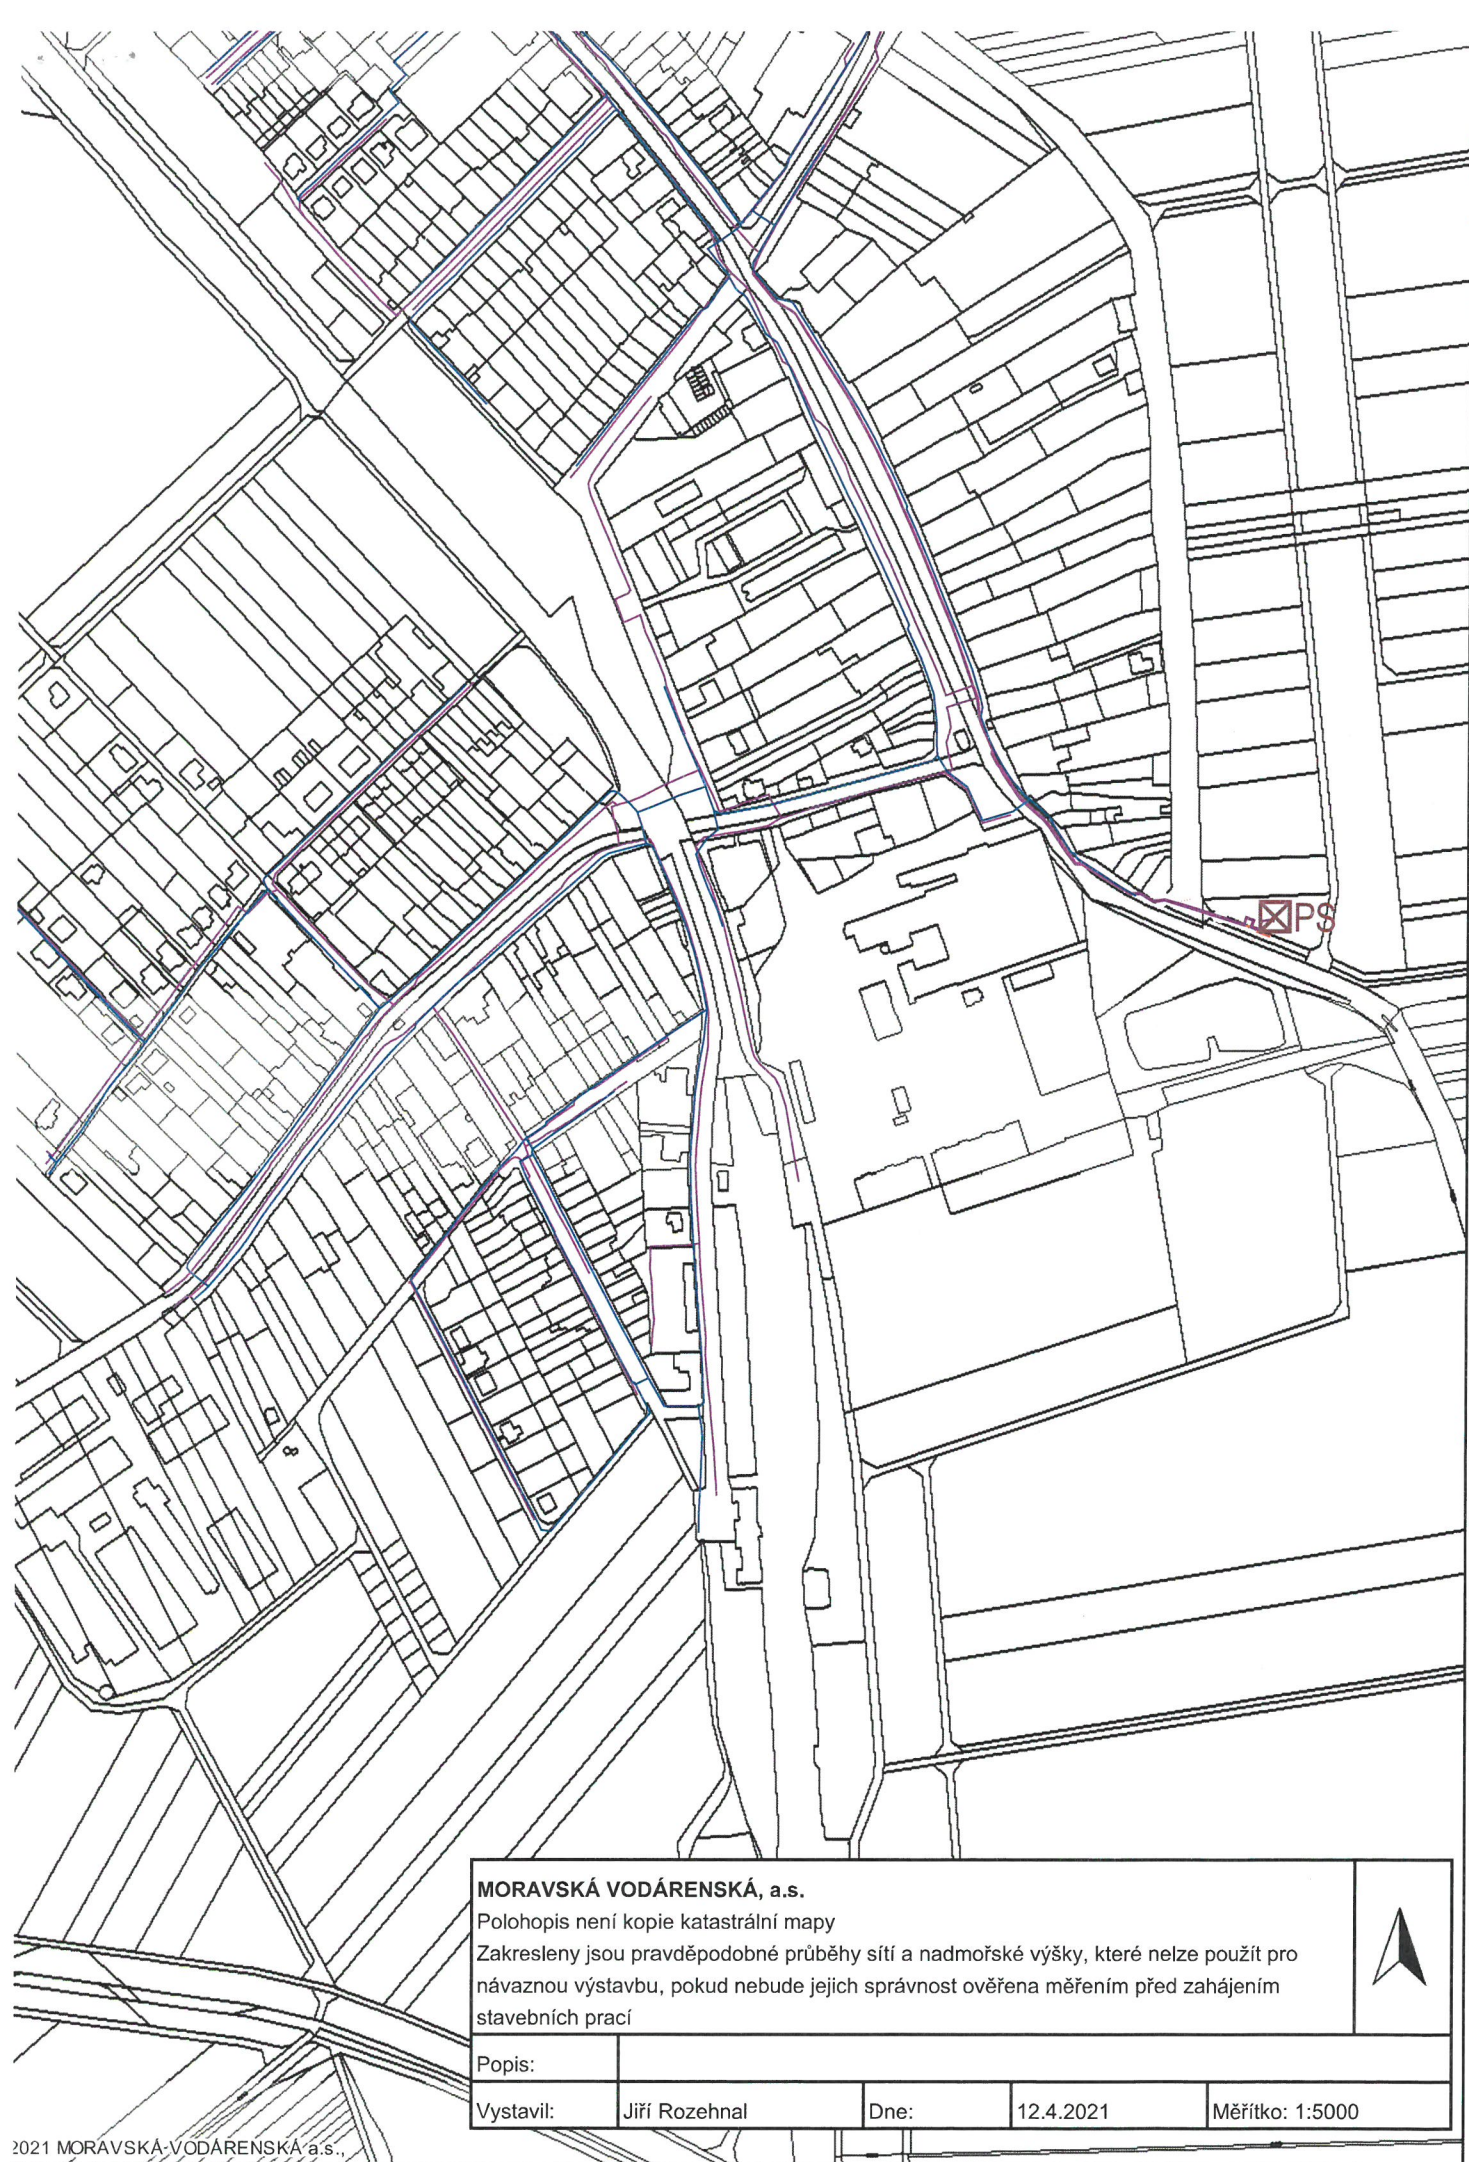 PS
MORAVSKÁ VODÁRENSKÁ, a.s.
Polohopis není kopie katastrální mapy
Zakresleny jsou pravděpodobné průběhy sítí a nadmořské výšky, které nelze použít pro
návaznou výstavbu, pokud nebude jejich správnost ověřena měřením před zahájením
stavebních prací
Popis:
Vystavil: Jiří Rozehnal Dne: 12.4.2021 Měřítko: 1:5000
2021 MORAVSKÁ VODÁRENSKÁ a.s.,